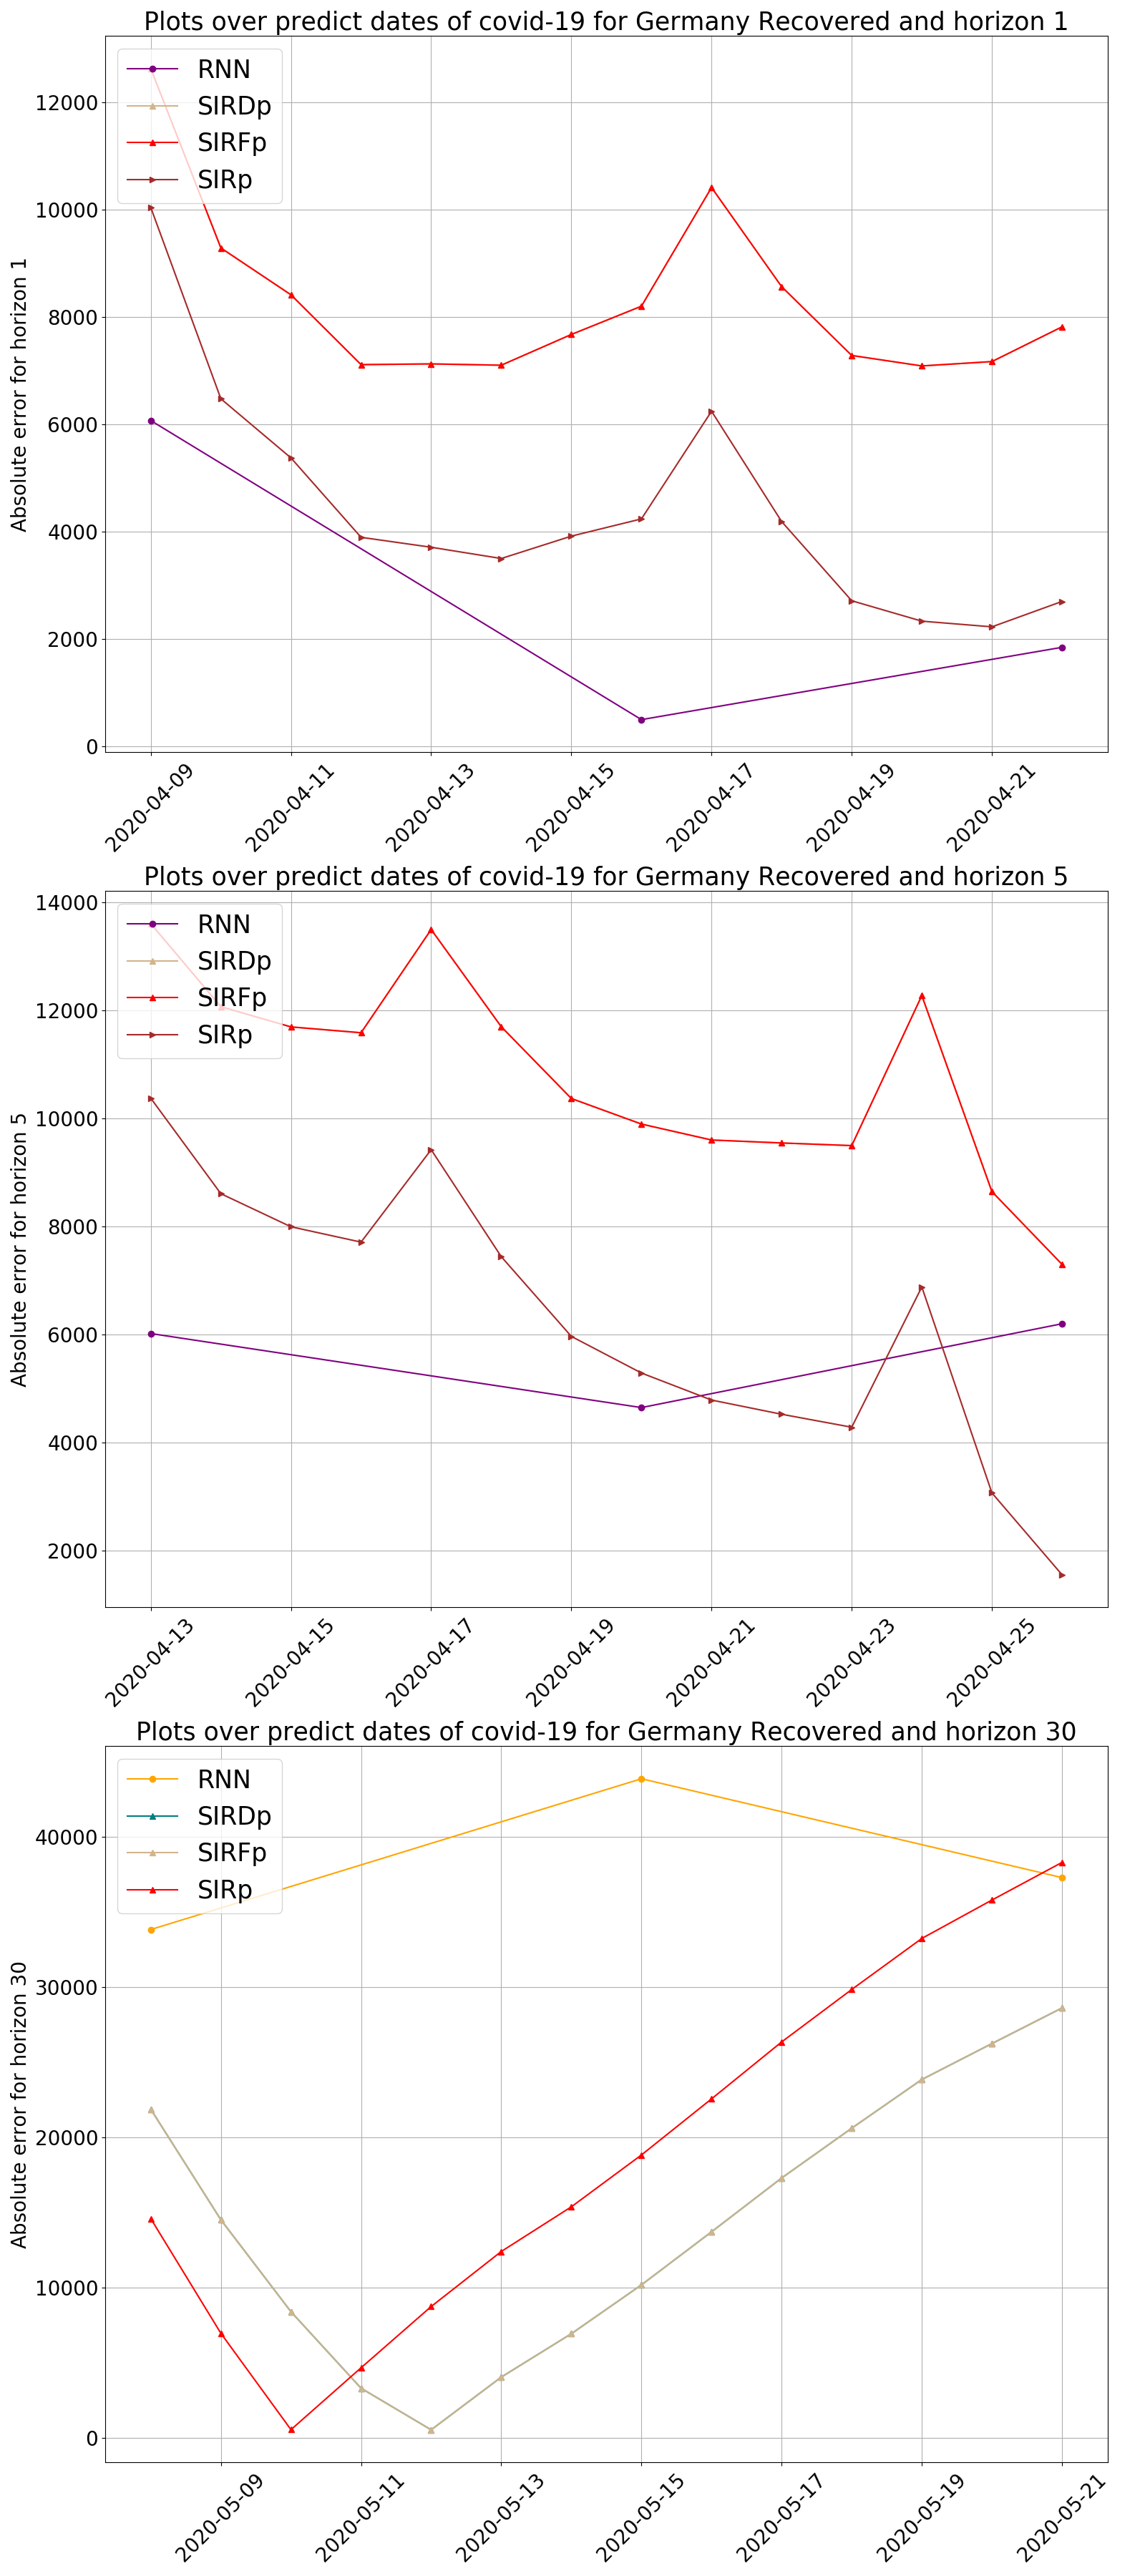 Plots over predict dates of covid-19 for Germany Recovered and horizon 1
RNN
SIRDp
SIRFp
SIRp
12000
10000
8000
6000
4000
2000
0
Absolute error for horizon 1
2020-04-09
2020-04-11
2020-04-13
2020-04-15
2020-04-17
2020-04-19
2020-04-21
Plots over predict dates of covid-19 for Germany Recovered and horizon 5
RNN
SIRDp
SIRFp
SIRp
14000
12000
10000
8000
6000
4000
2000
Absolute error for horizon 5
2020-04-13
2020-04-15
2020-04-17
2020-04-19
2020-04-21
2020-04-23
2020-04-25
Plots over predict dates of covid-19 for Germany Recovered and horizon 30
RNN
SIRDp
SIRFp
SIRp
40000
30000
20000
10000
0
Absolute error for horizon 30
2020-05-09
2020-05-11
2020-05-13
2020-05-15
2020-05-17
2020-05-19
2020-05-21